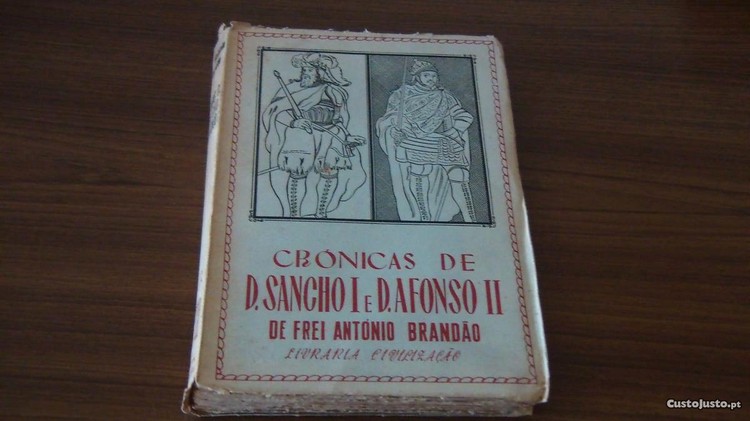 CRÓNICAS DE
D. SANCHO I E D. AFONSO II
DE FREI ANTÓNIO BRANDÃO
LIVRARIA CIVILIZAÇÃO
CustoJusto.pt